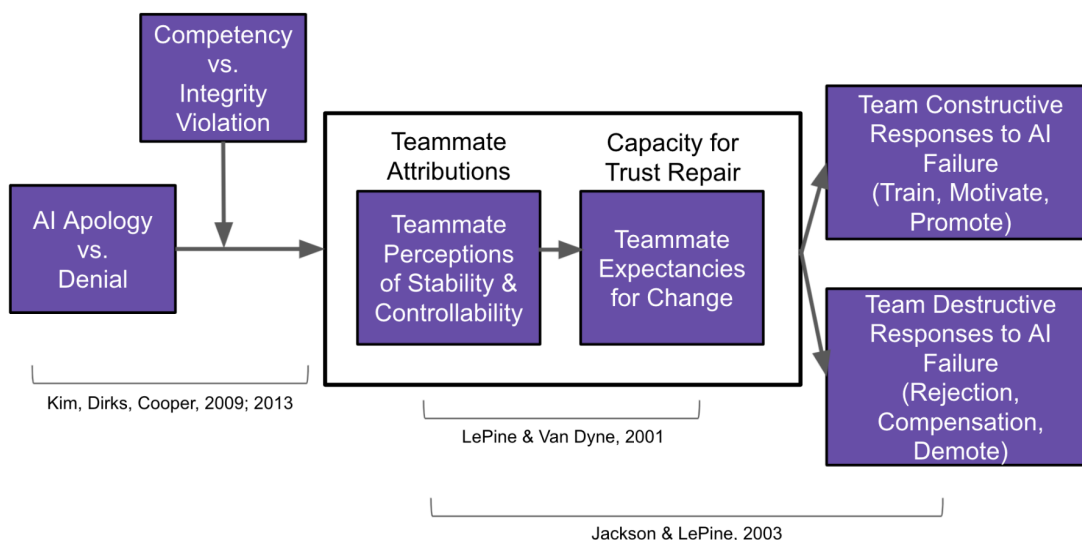 Competency
vs.
Integrity
Violation
AI Apology
vs.
Denial
Teammate
Attributions
Teammate
Perceptions
of Stability &
Controllability
Capacity for
Trust Repair
Teammate
Expectancies
for Change
Team Constructive
Responses to AI
Failure
(Train, Motivate,
Promote)
Team Destructive
Responses to AI
Failure
(Rejection,
Compensation,
Demote)
Kim, Dirks, Cooper, 2009; 2013
LePine & Van Dyne, 2001
Jackson & LePine, 2003